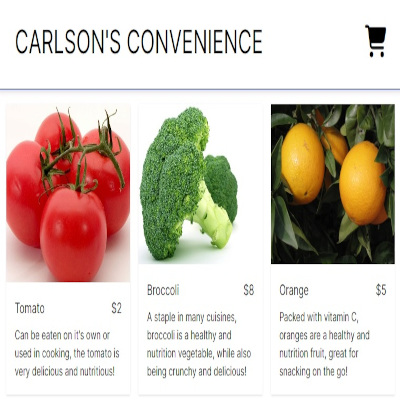 CARLSON'S CONVENIENCE
Tomato $2
Can be eaten on it's own or
used in cooking, the tomato is
very delicious and nutritious!
Broccoli $8
A staple in many cuisines,
broccoli is a healthy and
nutrition vegetable, while also
being crunchy and delicious!
Orange $5
Packed with vitamin C,
oranges are a healthy and
nutrition fruit, great for
snacking on the go!